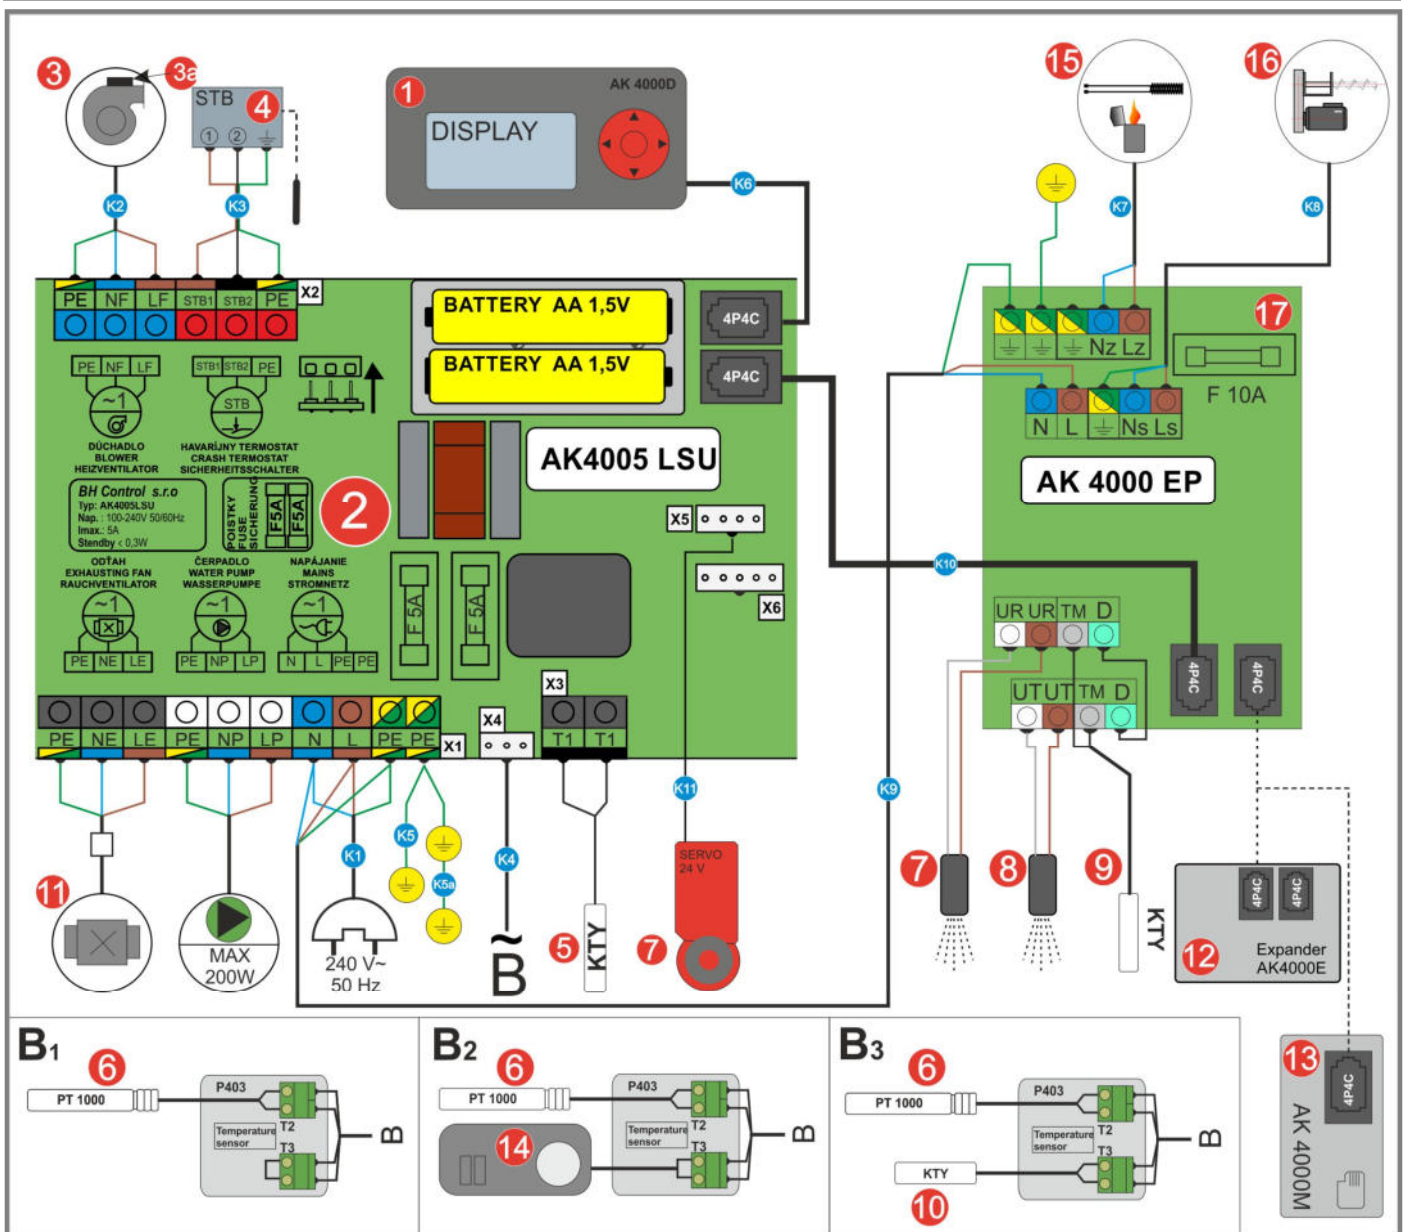 3
3a
STB
4
1
2
K2
K3
1
AK 4000D
DISPLAY
K6
15
16
K7
K8
PE NF LF STB1 STB2 PE X2
BATTERY AA 1,5V
4P4C
BATTERY AA 1,5V
4P4C
PE NF LF
STB1 STB2 PE
~1
STB
DÚCHADLO
BLOWER
HEIZVENTILATOR
HAVARÍJNY TERMOSTAT
CRASH TERMOSTAT
SICHERHEITSSCHALTER
AK4005 LSU
BH Control s.r.o
Typ: AK4005LSU
Nap. : 100-240V 50/60Hz
Imax.: 5A
Stendby < 0,3W
POISTKY
FUSE
SICHERUNG
F5A
F5A
2
X5
X6
ODŤAH
EXHAUSTING FAN
RAUCHVENTILATOR
ČERPADLO
WATER PUMP
WASSERPUMPE
NAPÁJANIE
MAINS
STROMNETZ
~1
~1
~1
PE NE LE
PE NP LP
N L PE PE
F 5A
F 5A
X3
X4
PE NE LE PE NP LP N L PE PE X1
T1 T1
17
Nz Lz
F 10A
N L Ns Ls
AK 4000 EP
K10
UR UR TM D
4P4C
4P4C
UT UT TM D
K11
K9
K1
K5
K5a
K4
11
MAX
200W
240 V~
50 Hz
~
B
5
KTY
SERVO
24 V
7
7
8
9
KTY
4P4C
4P4C
12
Expander
AK4000E
13
4P4C
AK 4000M
B1
6
PT 1000
P403
T2
Temperature
sensor
T3
B
B2
6
PT 1000
P403
T2
14
Temperature
sensor
T3
B
B3
6
PT 1000
P403
T2
Temperature
sensor
T3
KTY
10
B